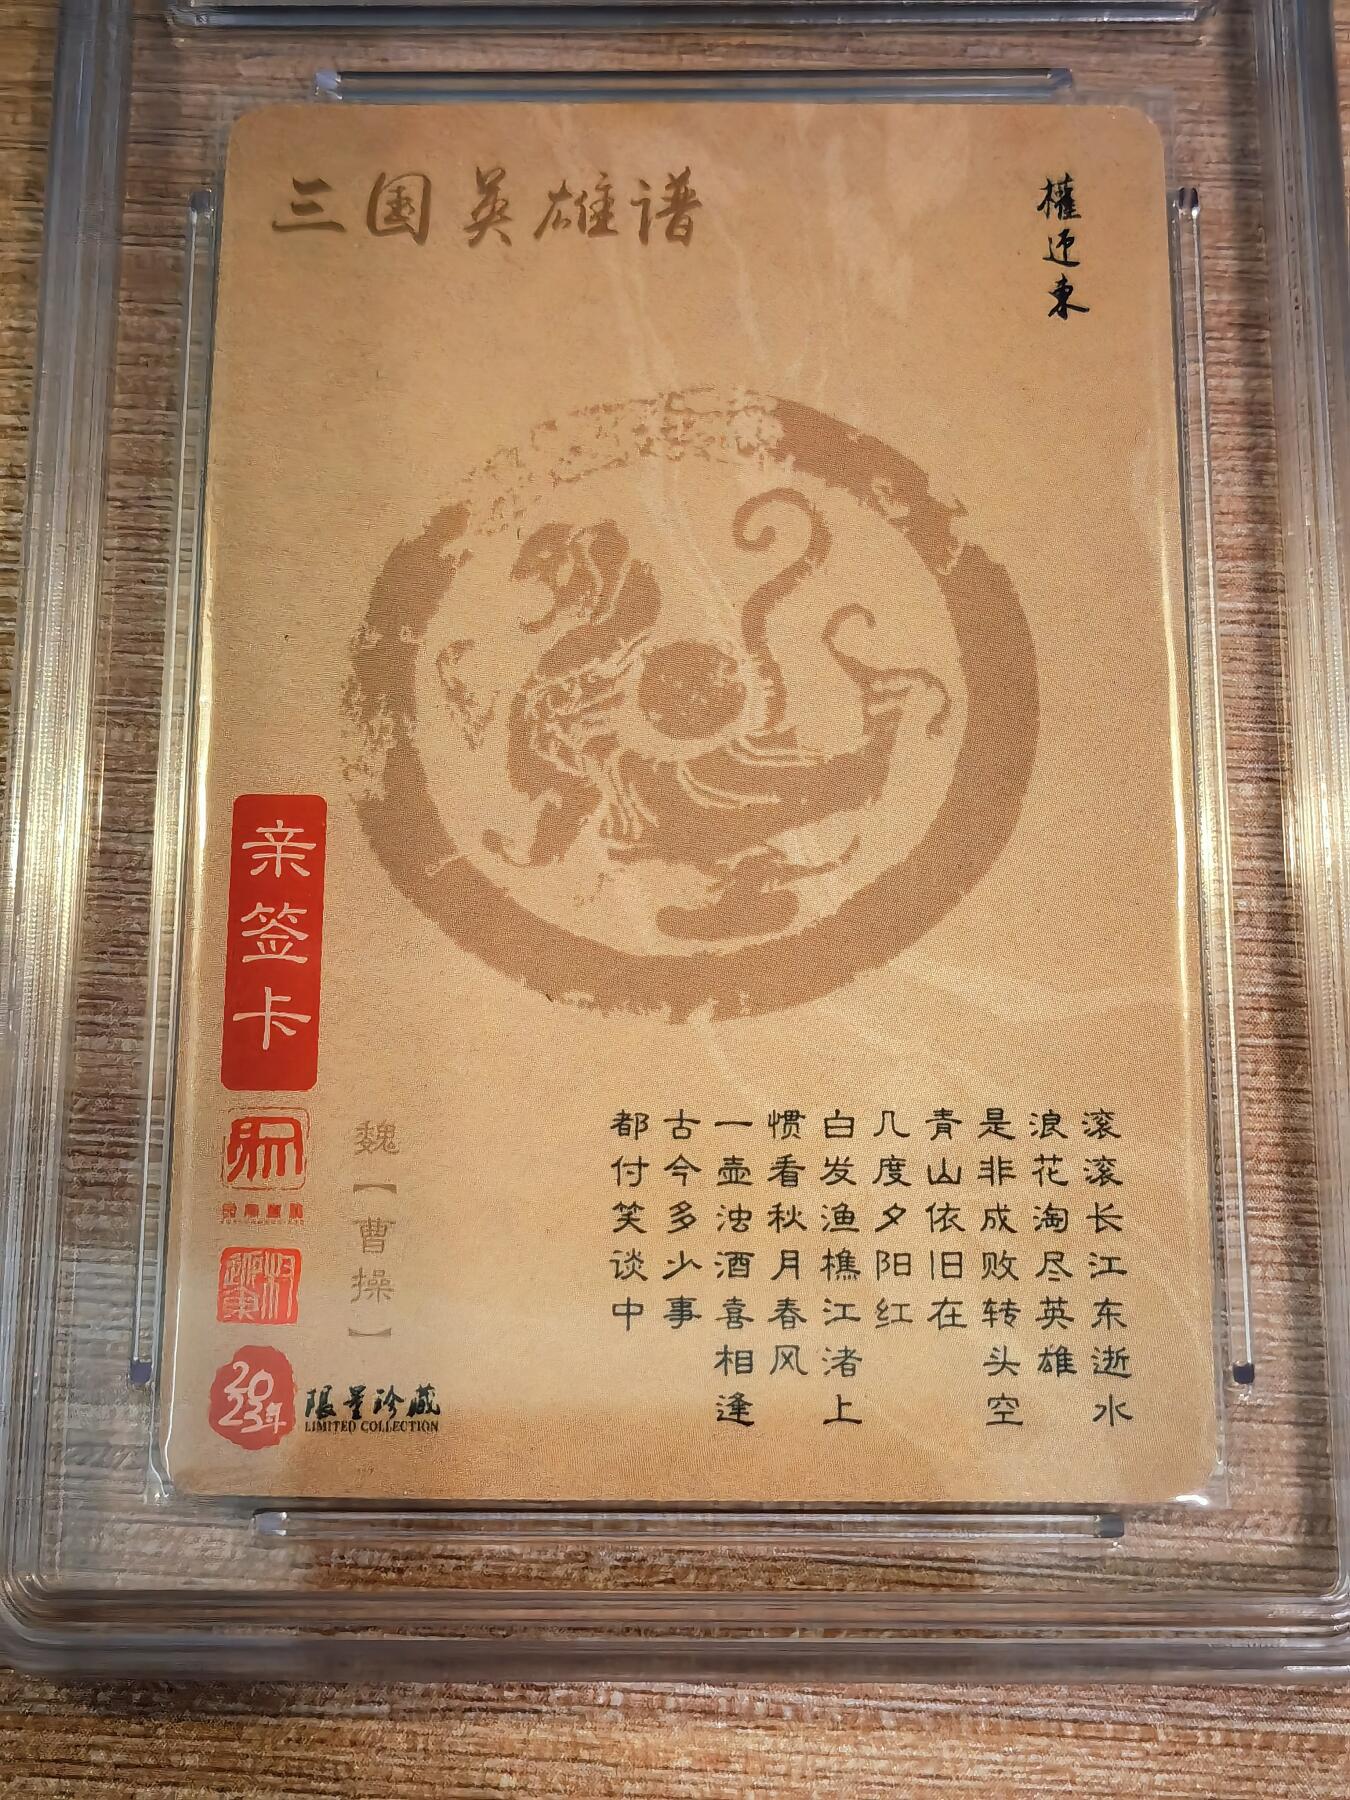 三国英雄谱
權迎東
滚滚长江东逝水
浪花淘尽英雄
是非成败转头空
青山依旧在
几度夕阳红
白发渔樵江渚上
惯看秋月春风
一壶浊酒喜相逢
古今多少事
都付笑谈中
魏【曹操】
亲签卡
2023年
限量珍藏
LIMITED COLLECTION